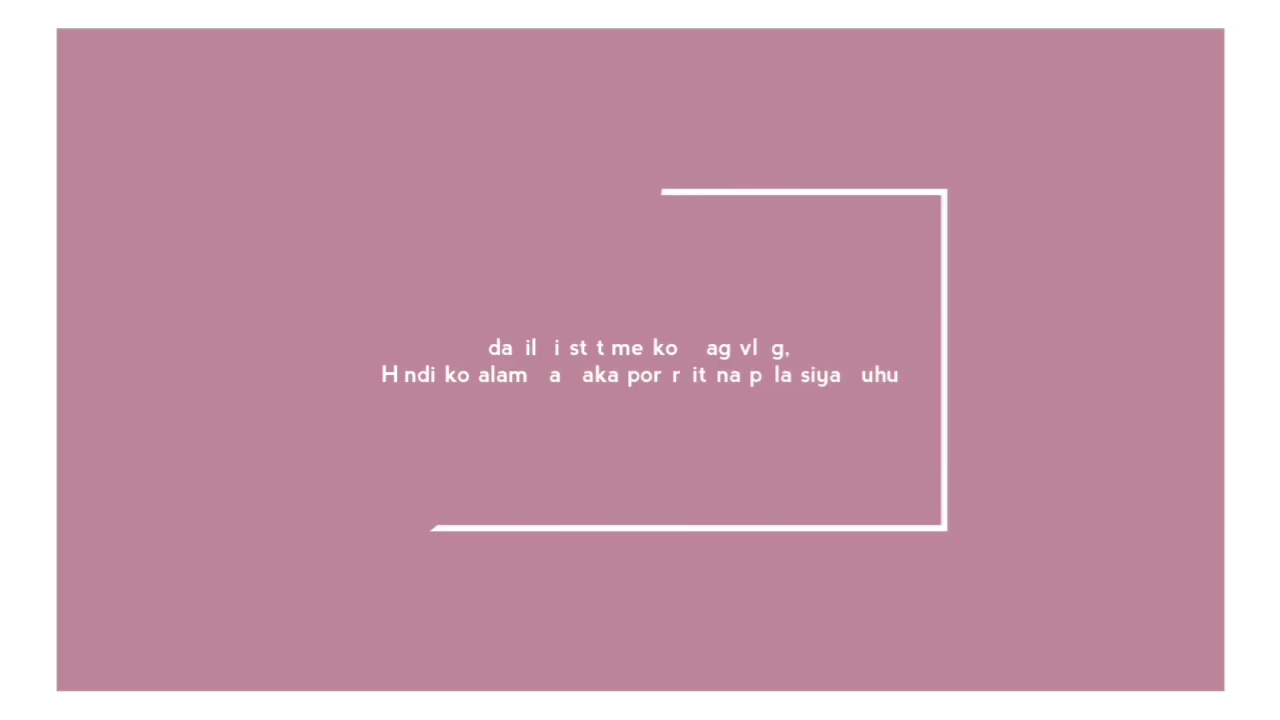 da il i st t me ko ag vl g,
H ndi ko alam a aka por r it na p la siya uhu